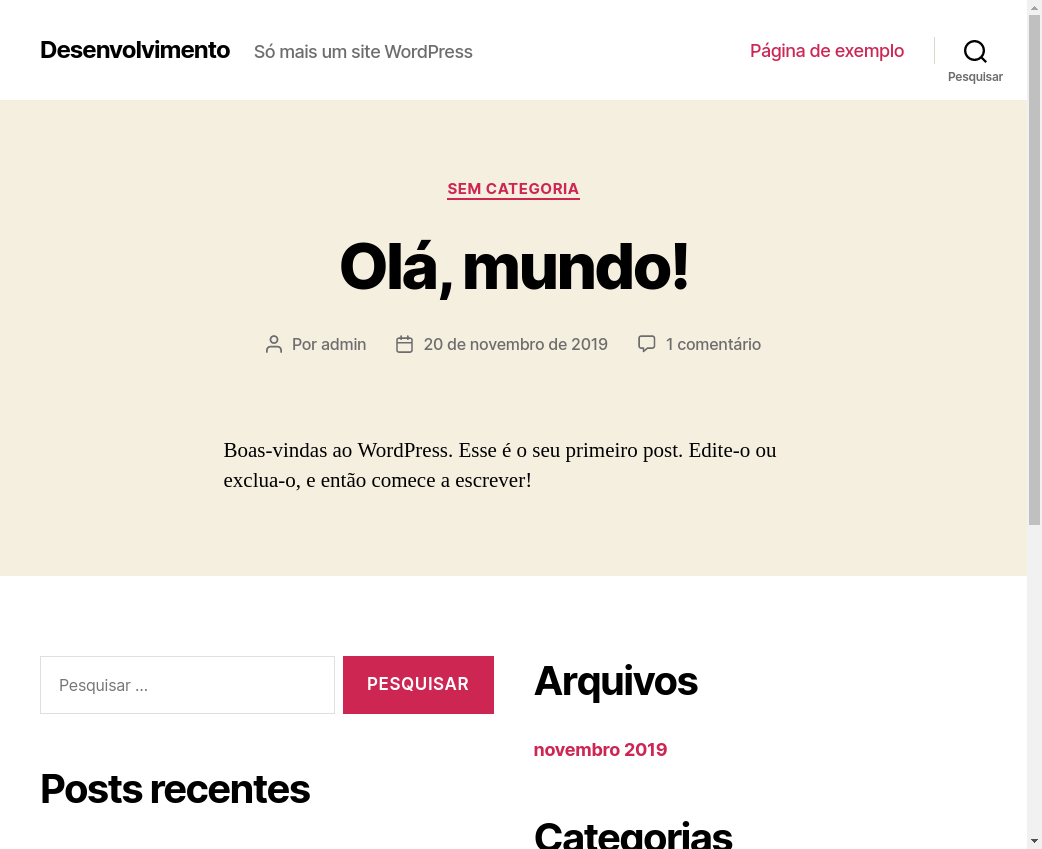 Desenvolvimento
Só mais um site WordPress
Página de exemplo
Pesquisar
SEM CATEGORIA
Olá, mundo!
Por admin
20 de novembro de 2019
1 comentário
Boas-vindas ao WordPress. Esse é o seu primeiro post. Edite-o ou
exclua-o, e então comece a escrever!
Pesquisar …
PESQUISAR
Posts recentes
Arquivos
novembro 2019
Categorias